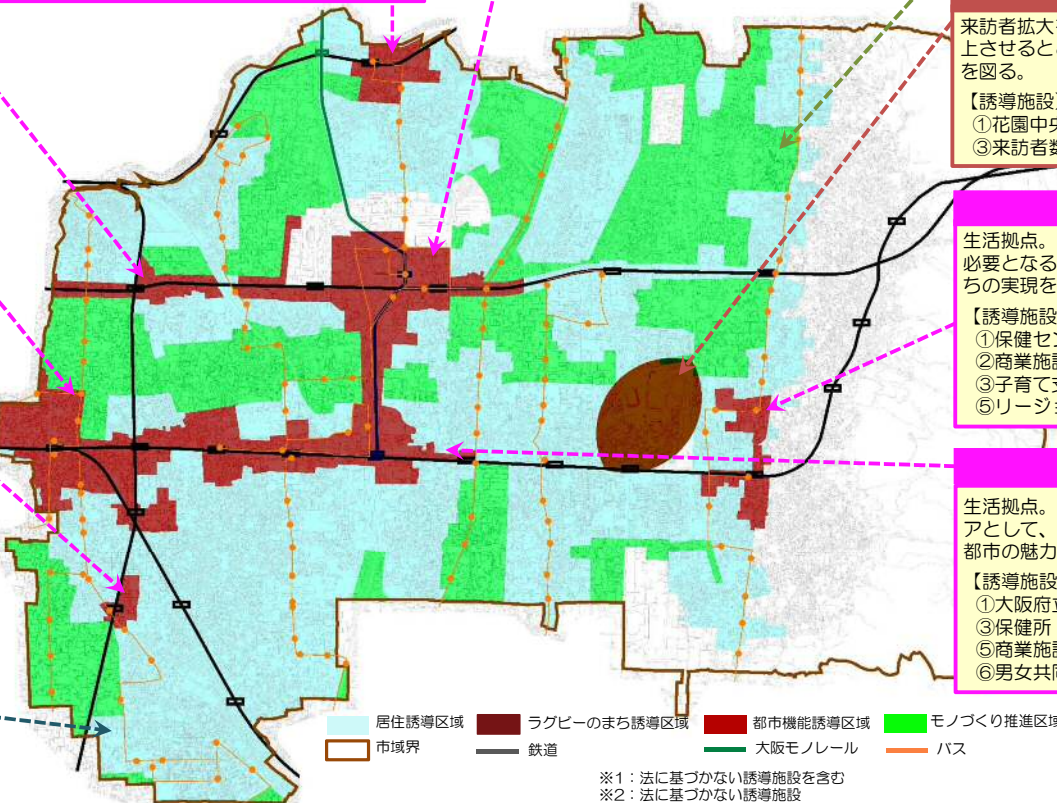 来訪者拡大
上させると
を図る。
【誘導施設
①花園中央
③来訪者数
生活拠点。
必要となる
ちの実現を
【誘導施設
①保健セン
②商業施設
③子育て
⑤リージョ
生活拠点。
アとして、
都市の魅力
【誘導施設
①大阪府立
③保健所
⑤商業施設
⑥男女共同
居住誘導区域
ラグビーのまち誘導区域
都市機能誘導区域
モノづくり推進区域
市域界
鉄道
大阪モノレール
バス
※1：法に基づかない誘導施設を含む
※2：法に基づかない誘導施設